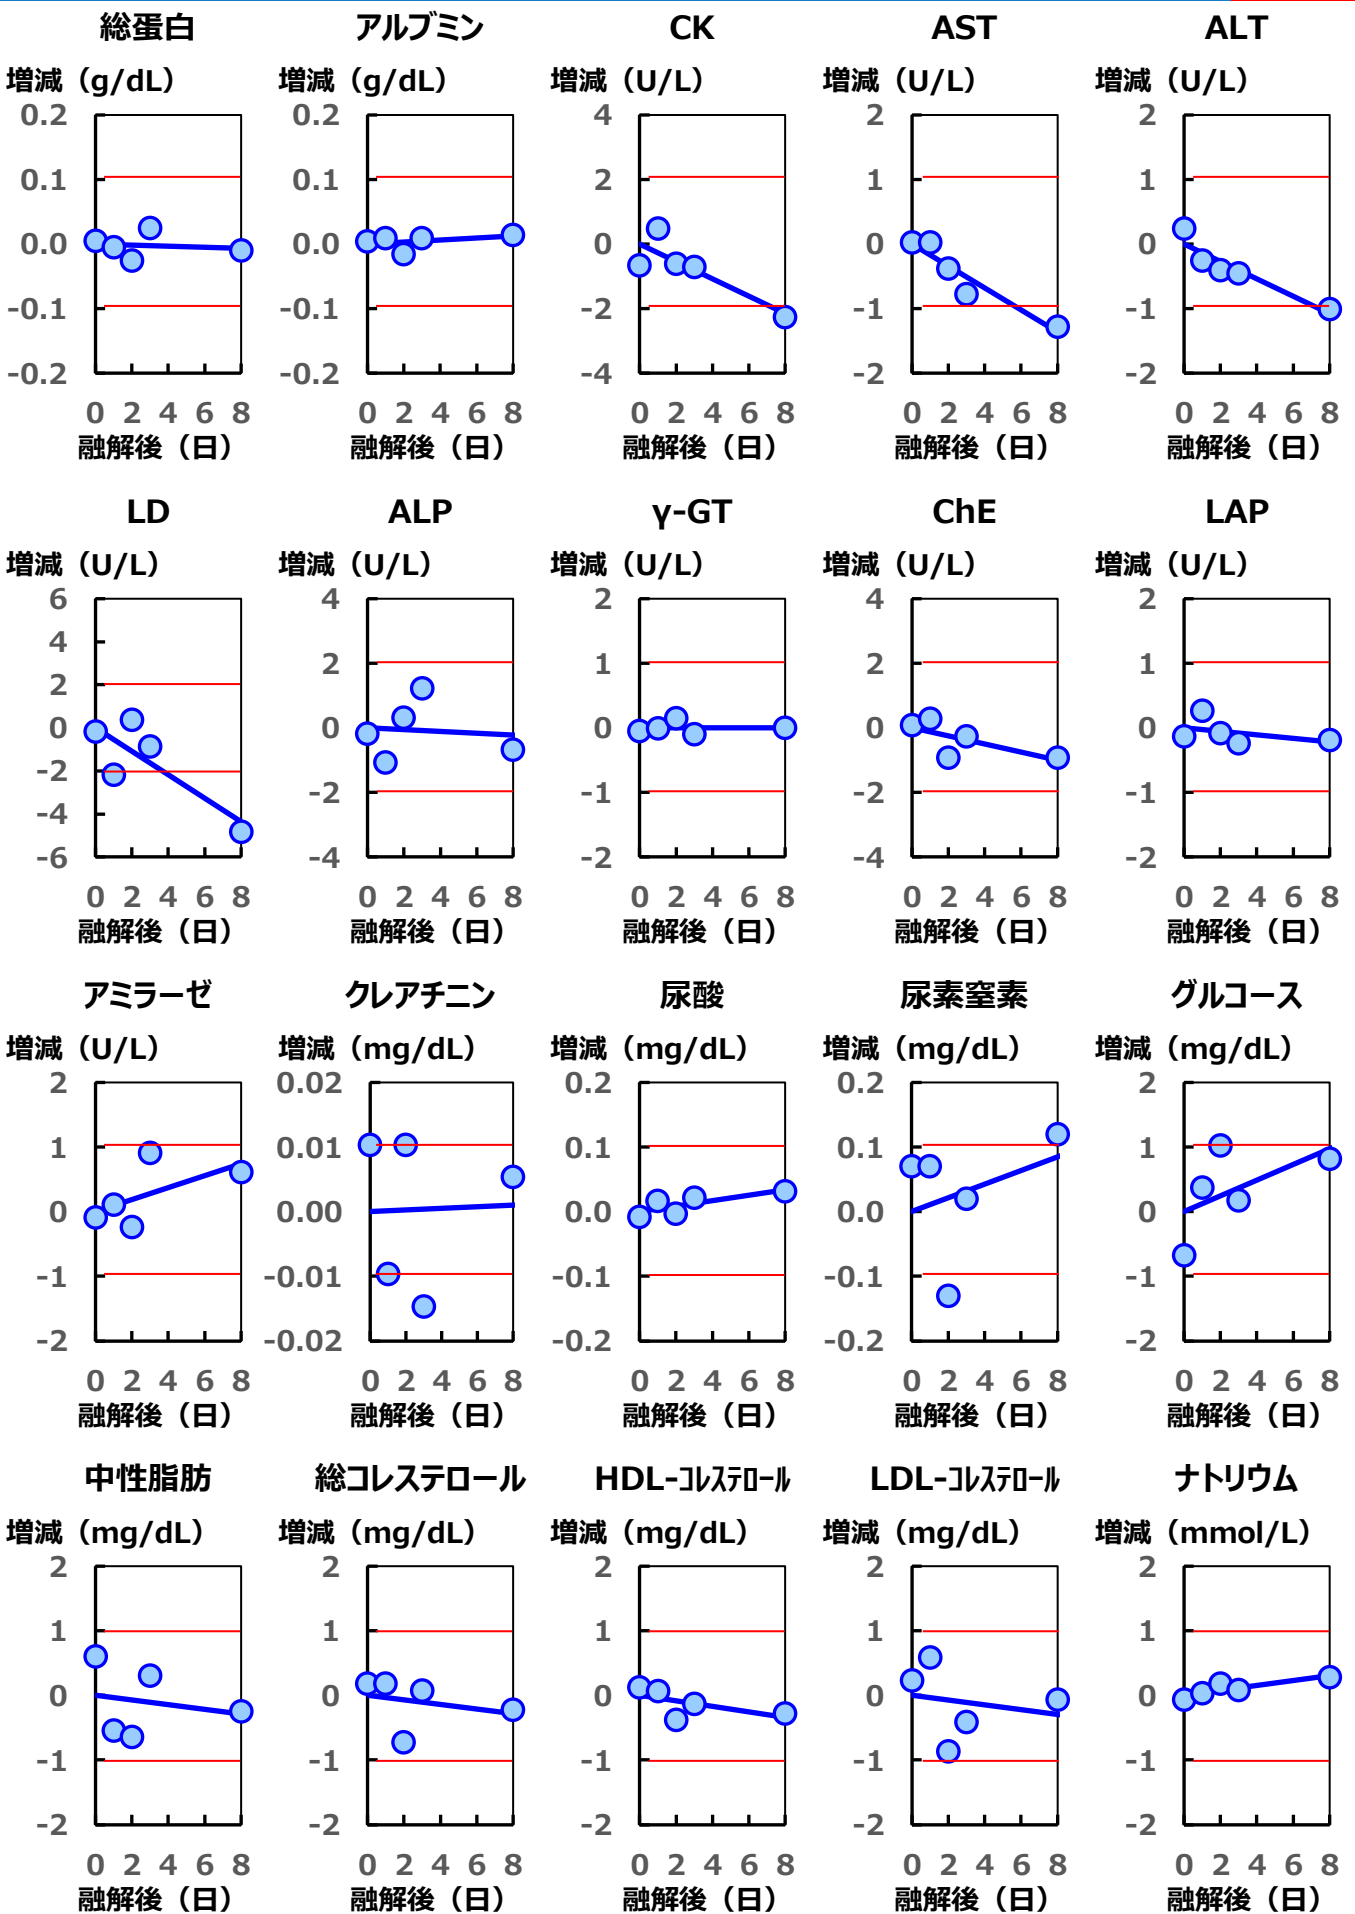 総蛋白 アルブミン CK AST ALT
増減（g/dL） 増減（g/dL） 増減（U/L） 増減（U/L） 増減（U/L）
0.2 0.2 4 2 2
0.1 0.1 2 1 1
0.0 0.0 0 0 0
-0.1 -0.1 -2 -1 -1
-0.2 -0.2 -4 -2 -2
0 2 4 6 8 0 2 4 6 8 0 2 4 6 8 0 2 4 6 8 0 2 4 6 8
融解後（日） 融解後（日） 融解後（日） 融解後（日） 融解後（日）
LD ALP γ-GT ChE LAP
増減（U/L） 増減（U/L） 増減（U/L） 増減（U/L） 増減（U/L）
6 4 2 4 2
4
2 2 1 2 1
0 0 0 0 0
-2 -2 -1 -2 -1
-4
-6 -4 -2 -4 -2
0 2 4 6 8 0 2 4 6 8 0 2 4 6 8 0 2 4 6 8 0 2 4 6 8
融解後（日） 融解後（日） 融解後（日） 融解後（日） 融解後（日）
アミラーゼ クレアチニン 尿酸 尿素窒素 グルコース
増減（U/L） 増減（mg/dL） 増減（mg/dL） 増減（mg/dL） 増減（mg/dL）
2 0.02 0.2 0.2 2
1 0.01 0.1 0.1 1
0 0.00 0.0 0.0 0
-1 -0.01 -0.1 -0.1 -1
-2 -0.02 -0.2 -0.2 -2
0 2 4 6 8 0 2 4 6 8 0 2 4 6 8 0 2 4 6 8 0 2 4 6 8
融解後（日） 融解後（日） 融解後（日） 融解後（日） 融解後（日）
中性脂肪 総コレステロール HDL-ｺﾚｽﾃﾛｰﾙ LDL-ｺﾚｽﾃﾛｰﾙ ナトリウム
増減（mg/dL） 増減（mg/dL） 増減（mg/dL） 増減（mg/dL） 増減（mmol/L）
2 2 2 2 2
1 1 1 1 1
0 0 0 0 0
-1 -1 -1 -1 -1
-2 -2 -2 -2 -2
0 2 4 6 8 0 2 4 6 8 0 2 4 6 8 0 2 4 6 8 0 2 4 6 8
融解後（日） 融解後（日） 融解後（日） 融解後（日） 融解後（日）